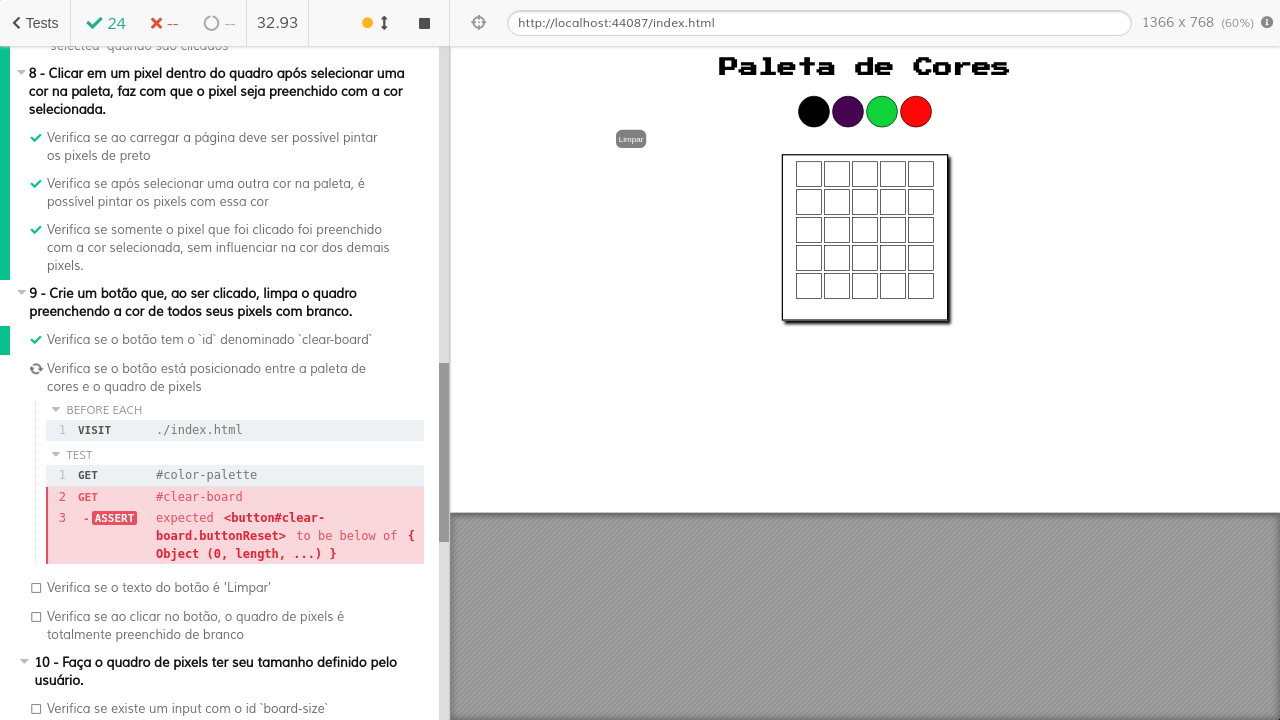 Tests
24
--
--
32.93
http://localhost:44087/index.html
1366 x 768 (60%)
`selected` quando são clicados
8 - Clicar em um pixel dentro do quadro após selecionar uma
cor na paleta, faz com que o pixel seja preenchido com a cor
selecionada.
Verifica se ao carregar a página deve ser possível pintar
os pixels de preto
Verifica se após selecionar uma outra cor na paleta, é
possível pintar os pixels com essa cor
Verifica se somente o pixel que foi clicado foi preenchido
com a cor selecionada, sem influenciar na cor dos demais
pixels.
9 - Crie um botão que, ao ser clicado, limpa o quadro
preenchendo a cor de todos seus pixels com branco.
Verifica se o botão tem o `id` denominado `clear-board`
Verifica se o botão está posicionado entre a paleta de
cores e o quadro de pixels
BEFORE EACH
1 VISIT ./index.html
TEST
1 GET #color-palette
2 GET #clear-board
3 -ASSERT expected <button#clear-
board.buttonReset> to be below of {
Object (0, length, ...) }
Verifica se o texto do botão é 'Limpar'
Verifica se ao clicar no botão, o quadro de pixels é
totalmente preenchido de branco
10 - Faça o quadro de pixels ter seu tamanho definido pelo
usuário.
Verifica se existe um input com o id `board-size`
Paleta de Cores
Limpar